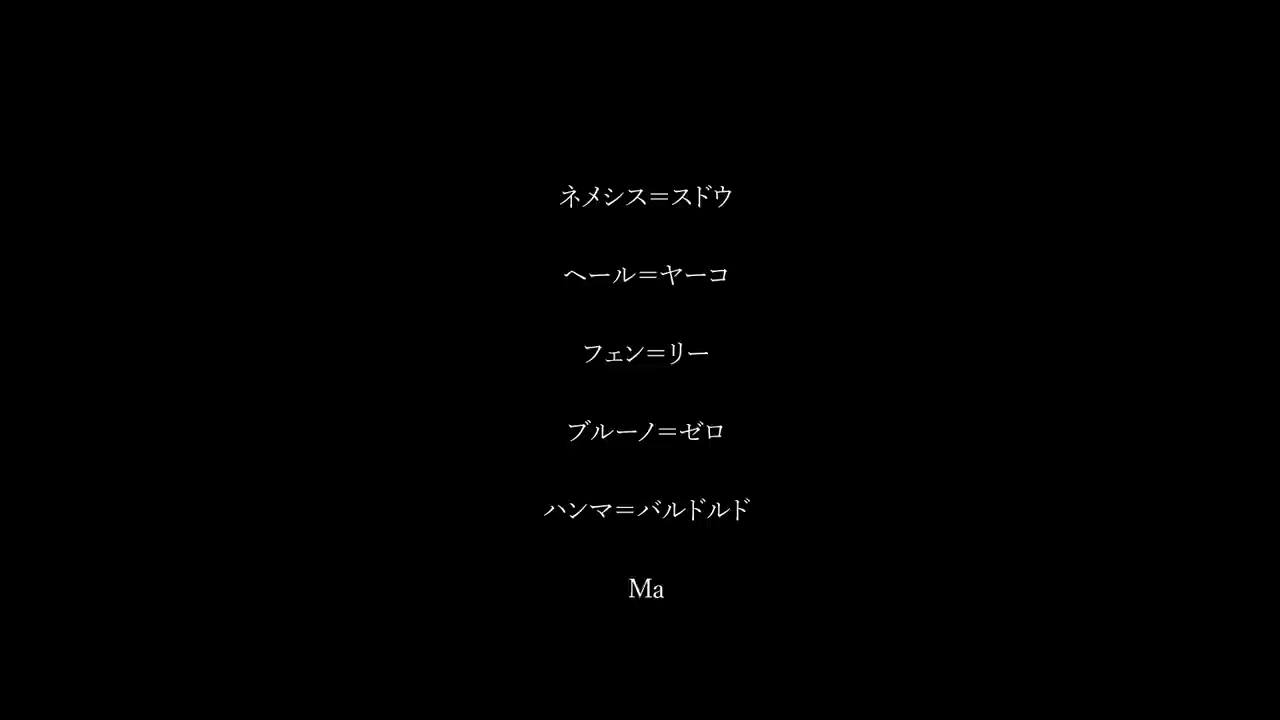 ネメシス＝スドウ
ヘール＝ヤーコ
フェン＝リー
ブルーノ＝ゼロ
ハンマ＝バルドルド
Ma